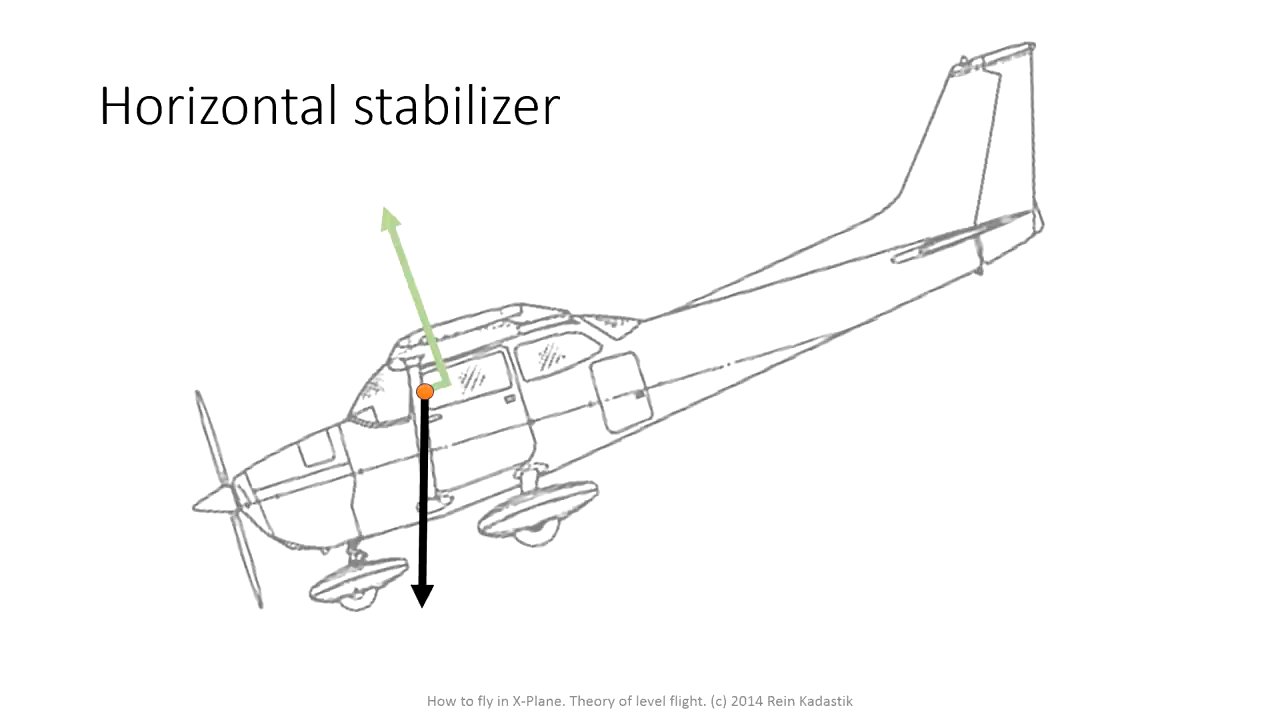 Horizontal stabilizer
How to fly in X-Plane. Theory of level flight. (c) 2014 Rein Kadastik